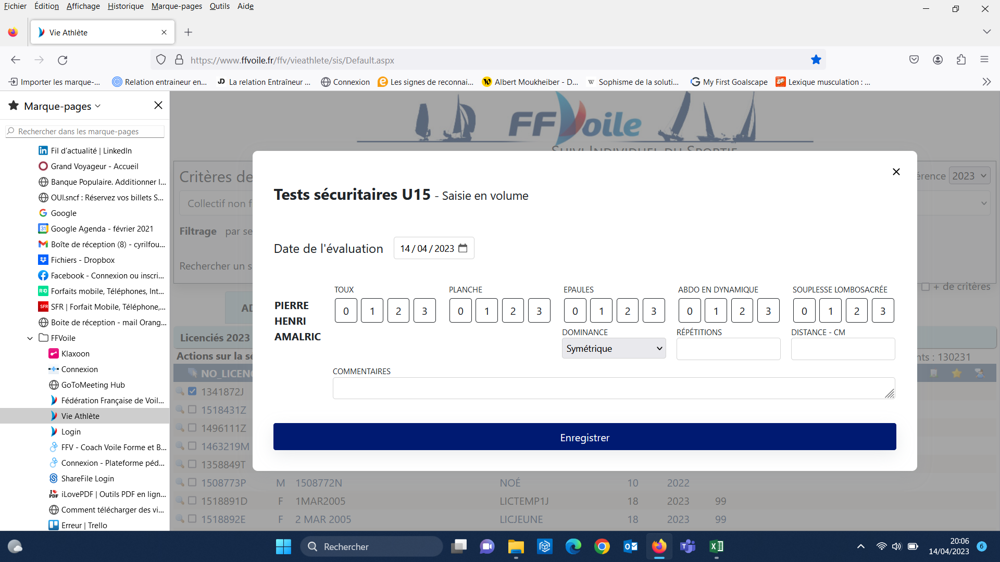 Fichier Édition Affichage Historique Marque-pages Outils Aide
Vie Athlète
https://www.ffvoile.fr/ffv/vieathlete/sis/Default.aspx
Importer les marque-... Relation entraineur en... La relation Entraîneur ... Connexion Les signes de reconnai... Albert Moukheiber - D... Sophisme de la soluti... My First Goalscape Lexique musculation : ...
Marque-pages
Rechercher dans les marque-pages
Fil d'actualité | LinkedIn
Grand Voyageur - Accueil
Banque Populaire. Additionner l...
OUI.sncf : Réservez vos billets S...
Google
Google Agenda - février 2021
Boîte de réception (8) - cyrilfou...
Fichiers - Dropbox
Facebook - Connexion ou inscri...
Forfaits mobile, Téléphones, Int...
SFR | Forfait Mobile, Téléphone,...
Boite de réception - mail Orang...
FFVoile
Klaxoon
Connexion
GoToMeeting Hub
Fédération Française de Voil...
Vie Athlète
Login
FFV - Coach Voile Forme et B...
Connexion - Plateforme péd...
ShareFile Login
iLovePDF | Outils PDF en lign...
Comment télécharger des vi...
Erreur | Trello
FFVoile
Suivi Individuel du Sportif
Critères de
érence 2023
Collectif non f
Filtrage par se
Rechercher un s
+ de critères
AD
Licenciés 2023
Actions sur la sé
nts : 130231
NO_LICENC
1341872J
1518431Z
1496111Z
1463219M
1358849T
1508773P M 1508772N NOÉ 10 2022
1518891D F 1MAR2005 LICTEMP1J 18 2023 99
1518892E F 2 MAR 2005 LICJEUNE 18 2023 99
Tests sécuritaires U15 - Saisie en volume
Date de l'évaluation 14/04/2023
PIERRE
HENRI
AMALRIC
TOUX PLANCHE EPAULES ABDO EN DYNAMIQUE SOUPLESSE LOMBOSACRÉE
0 1 2 3 0 1 2 3 0 1 2 3 0 1 2 3 0 1 2 3
DOMINANCE RÉPÉTITIONS DISTANCE - CM
Symétrique
COMMENTAIRES
Enregistrer
Rechercher
20:06
14/04/2023
6